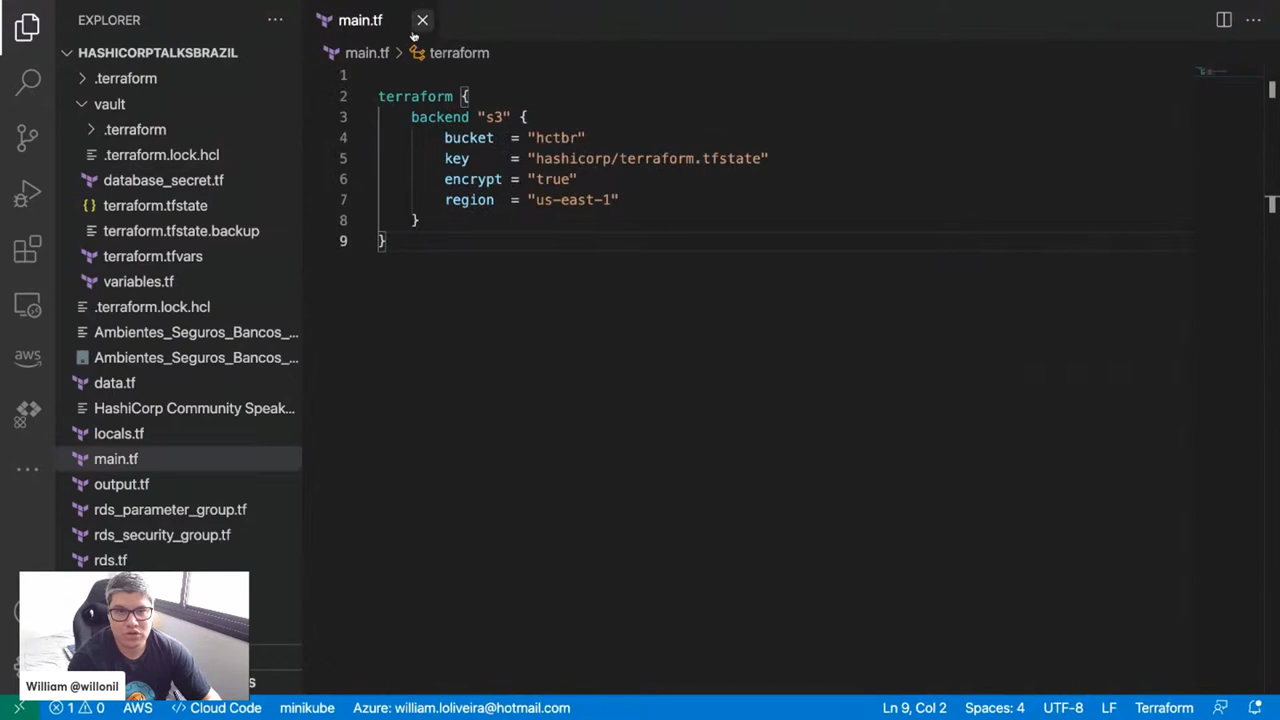 EXPLORER
HASHICORPTALKSBRAZIL
.terraform
vault
.terraform
.terraform.lock.hcl
database_secret.tf
{} terraform.tfstate
terraform.tfstate.backup
terraform.tfvars
variables.tf
.terraform.lock.hcl
Ambientes_Seguros_Bancos_...
Ambientes_Seguros_Bancos_...
data.tf
HashiCorp Community Speak...
locals.tf
main.tf
output.tf
rds_parameter_group.tf
rds_security_group.tf
rds.tf
aws
main.tf
main.tf > terraform
1
2 terraform {
3 backend "s3" {
4 bucket = "hctbr"
5 key = "hashicorp/terraform.tfstate"
6 encrypt = "true"
7 region = "us-east-1"
8 }
9 }
William @willonil
1 0 AWS Cloud Code minikube Azure: william.loliveira@hotmail.com Ln 9, Col 2 Spaces: 4 UTF-8 LF Terraform